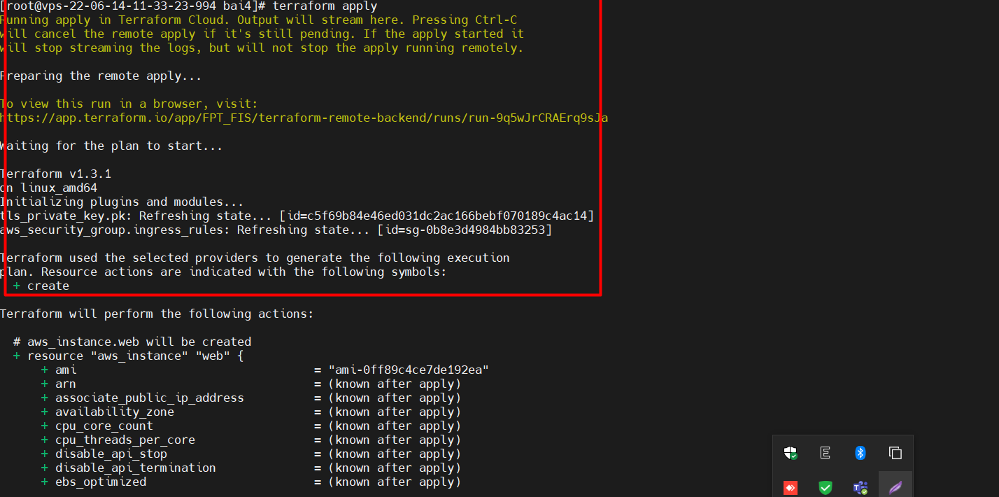 [root@vps-22-06-14-11-33-23-994 bai4]# terraform apply
Running apply in Terraform Cloud. Output will stream here. Pressing Ctrl-C
will cancel the remote apply if it's still pending. If the apply started it
will stop streaming the logs, but will not stop the apply running remotely.
Preparing the remote apply...
To view this run in a browser, visit:
https://app.terraform.io/app/FPT_FIS/terraform-remote-backend/runs/run-9q5wJrCRAErq9sJa
Waiting for the plan to start...
Terraform v1.3.1
on linux_amd64
Initializing plugins and modules...
tls_private_key.pk: Refreshing state... [id=c5f69b84e46ed031dc2ac166bebf070189c4ac14]
aws_security_group.ingress_rules: Refreshing state... [id=sg-0b8e3d4984bb83253]
Terraform used the selected providers to generate the following execution
plan. Resource actions are indicated with the following symbols:
  + create
Terraform will perform the following actions:
  # aws_instance.web will be created
  + resource "aws_instance" "web" {
      + ami                                  = "ami-0ff89c4ce7de192ea"
      + arn                                  = (known after apply)
      + associate_public_ip_address          = (known after apply)
      + availability_zone                    = (known after apply)
      + cpu_core_count                       = (known after apply)
      + cpu_threads_per_core                 = (known after apply)
      + disable_api_stop                     = (known after apply)
      + disable_api_termination              = (known after apply)
      + ebs_optimized                        = (known after apply)